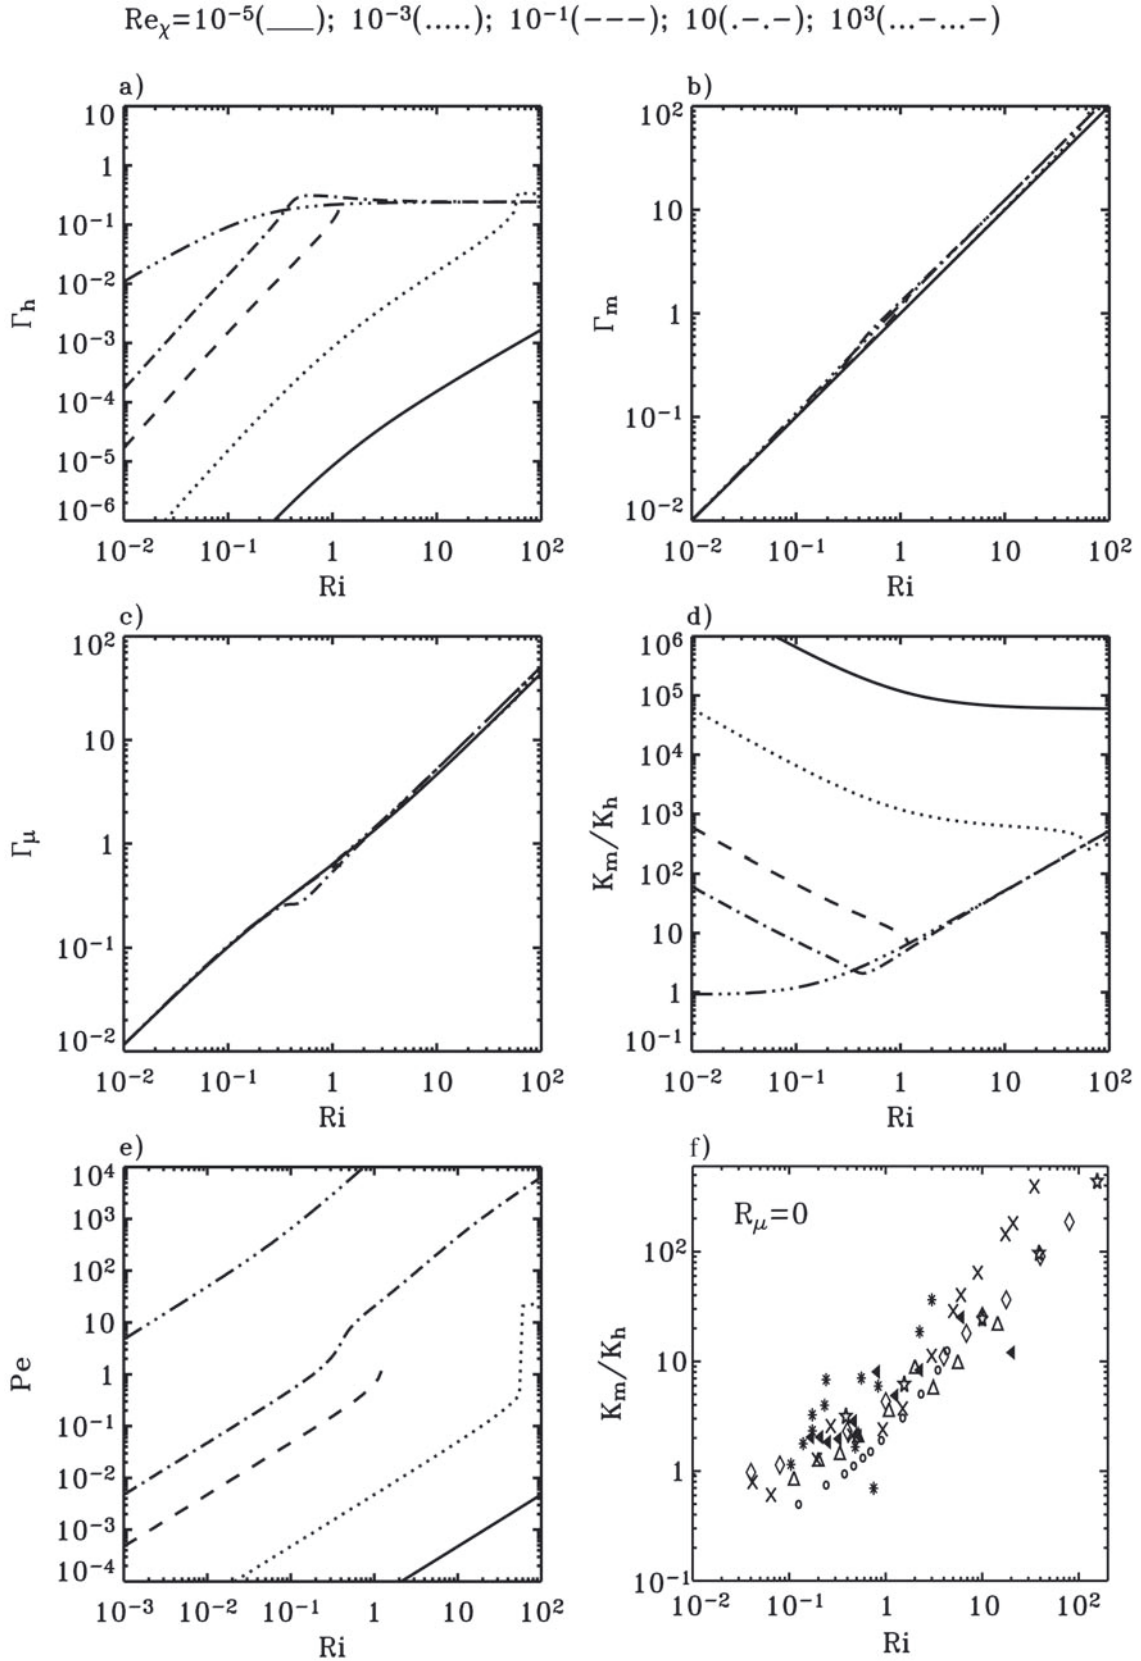 Reχ=10⁻⁵(___); 10⁻³(.....); 10⁻¹(---); 10(.-.-); 10³(...-...-)
a)
b)
10
1
10⁻¹
10⁻²
10⁻³
10⁻⁴
10⁻⁵
10⁻⁶
Γh
10⁻² 10⁻¹ 1 10 10²
Ri
10²
10
1
10⁻¹
10⁻²
Γm
10⁻² 10⁻¹ 1 10 10²
Ri
c)
d)
10²
10
1
10⁻¹
10⁻²
Γμ
10⁻² 10⁻¹ 1 10 10²
Ri
10⁶
10⁵
10⁴
10³
10²
10
1
10⁻¹
Km/Kh
10⁻² 10⁻¹ 1 10 10²
Ri
e)
f)
10⁴
10³
10²
10
1
10⁻¹
10⁻²
10⁻³
10⁻⁴
Pe
10⁻³ 10⁻² 10⁻¹ 1 10 10²
Ri
Rμ=0
10²
10
1
10⁻¹
Km/Kh
10⁻² 10⁻¹ 1 10 10²
Ri